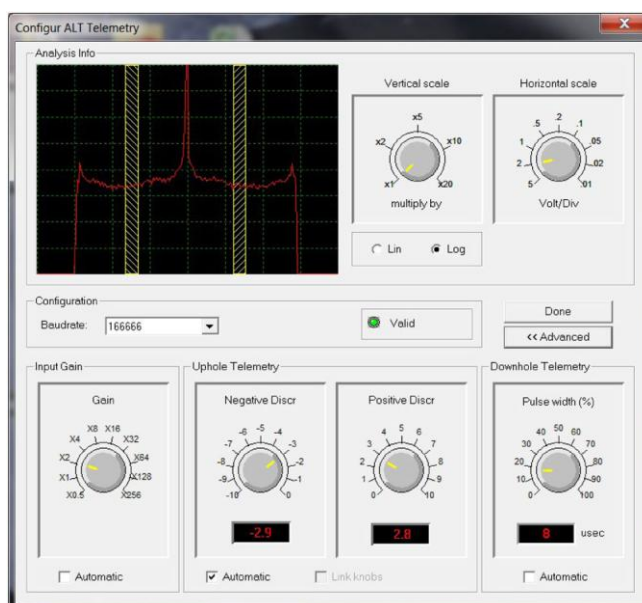 Configur ALT Telemetry
Analysis Info
Vertical scale
x1 x2 x5 x10 x20
multiply by
Horizontal scale
5 2 1 .5 .2 .1 .05 .02 .01
Volt/Div
Lin Log
Configuration
Baudrate: 166666
Valid
Done
<< Advanced
Input Gain
Gain
X0.5 X1 X2 X4 X8 X16 X32 X64 X128 X256
Automatic
Uphole Telemetry
Negative Discr
-10 -9 -8 -7 -6 -5 -4 -3 -2 -1 0
-2.9
Positive Discr
0 1 2 3 4 5 6 7 8 9 10
2.8
Automatic Link knobs
Downhole Telemetry
Pulse width (%)
0 10 20 30 40 50 60 70 80 90 100
8 usec
Automatic